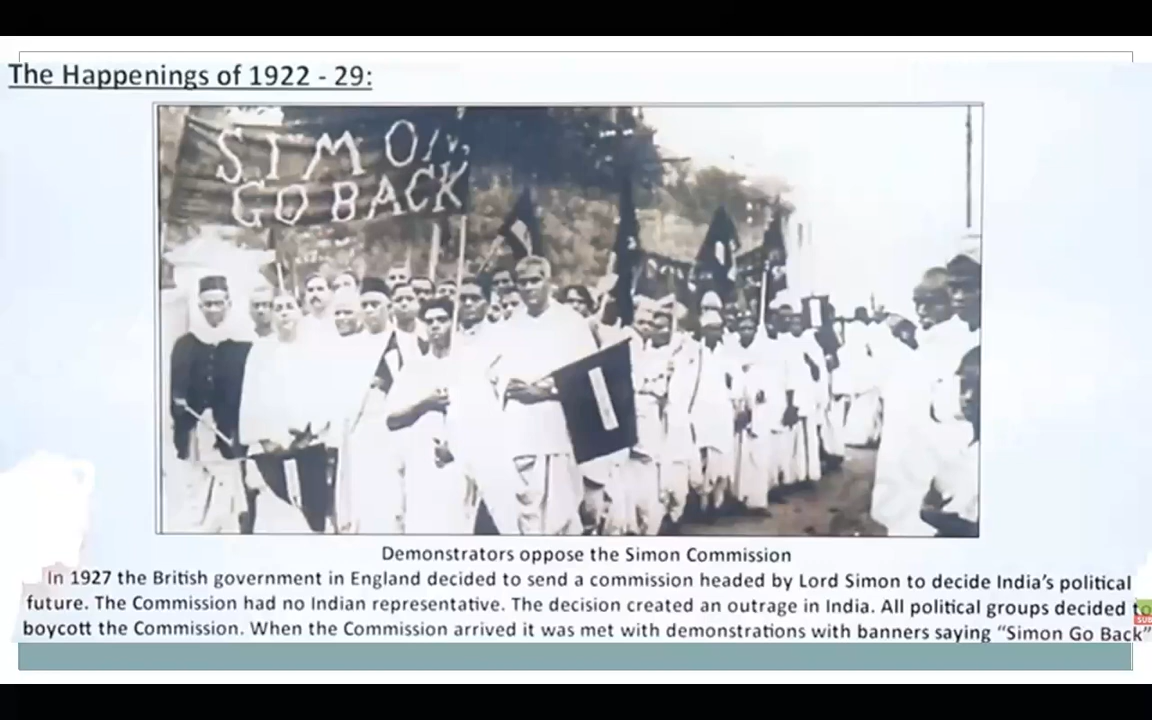 The Happenings of 1922 - 29:
SIMON,
GO BACK
Demonstrators oppose the Simon Commission
In 1927 the British government in England decided to send a commission headed by Lord Simon to decide India's political
future. The Commission had no Indian representative. The decision created an outrage in India. All political groups decided to
boycott the Commission. When the Commission arrived it was met with demonstrations with banners saying “Simon Go Back”
SUB